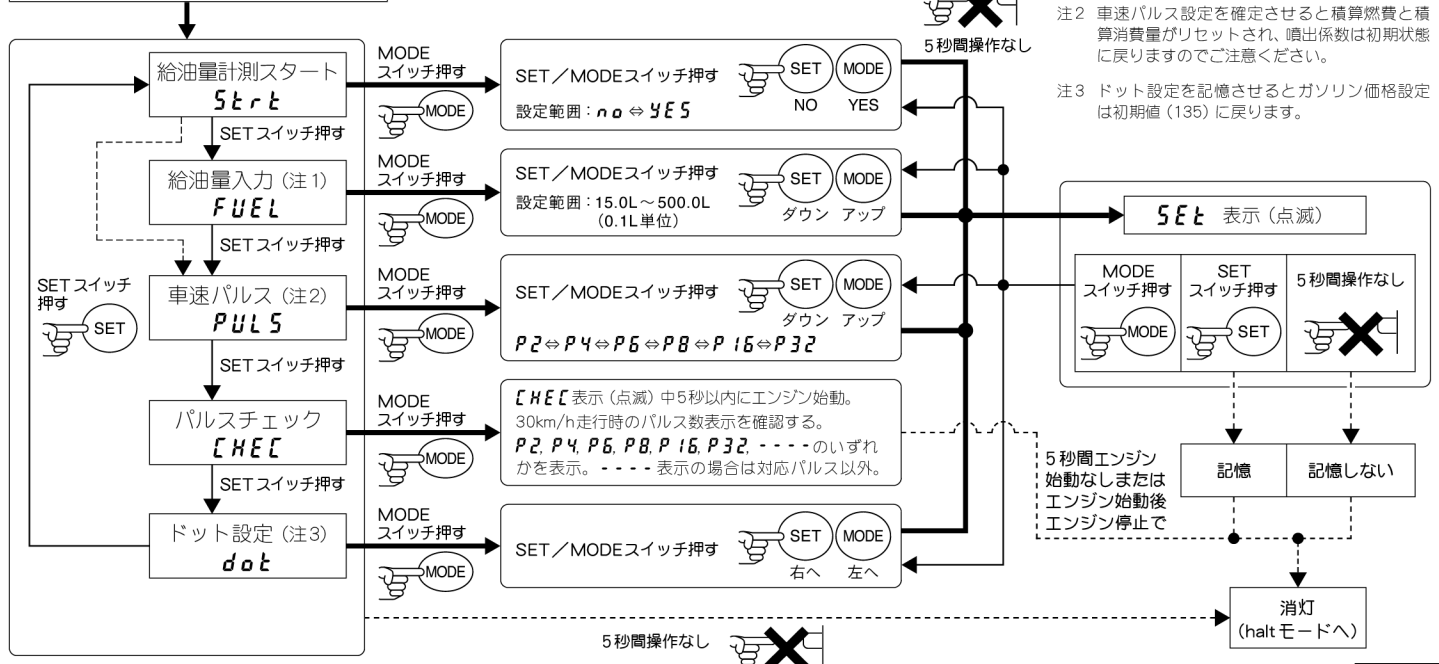 5秒間操作なし
注2 車速パルス設定を確定させると積算燃費と積
算消費量がリセットされ、噴出係数は初期状態
に戻りますのでご注意ください。
注3 ドット設定を記憶させるとガソリン価格設定
は初期値（135）に戻ります。
給油量計測スタート
Strt
MODE
スイッチ押す
MODE
SET／MODEスイッチ押す
設定範囲：no⇔YES
SET
MODE
NO
YES
SETスイッチ押す
給油量入力（注1）
FUEL
MODE
スイッチ押す
MODE
SET／MODEスイッチ押す
設定範囲：15.0L～500.0L
（0.1L単位）
SET
MODE
ダウン
アップ
SETスイッチ押す
SETスイッチ
押す
SET
車速パルス（注2）
PULS
MODE
スイッチ押す
MODE
SET／MODEスイッチ押す
P2⇔P4⇔P6⇔P8⇔P16⇔P32
SET
MODE
ダウン
アップ
SETスイッチ押す
パルスチェック
CHEC
MODE
スイッチ押す
MODE
CHEC表示（点滅）中5秒以内にエンジン始動。
30km/h走行時のパルス数表示を確認する。
P2, P4, P6, P8, P16, P32, ----のいずれ
かを表示。----表示の場合は対応パルス以外。
SETスイッチ押す
ドット設定（注3）
dot
MODE
スイッチ押す
MODE
SET／MODEスイッチ押す
SET
MODE
右へ
左へ
SEt 表示（点滅）
MODE
スイッチ押す
MODE
SET
スイッチ押す
SET
5秒間操作なし
5秒間エンジン
始動なしまたは
エンジン始動後
エンジン停止で
記憶
記憶しない
消灯
（haltモードへ）
5秒間操作なし